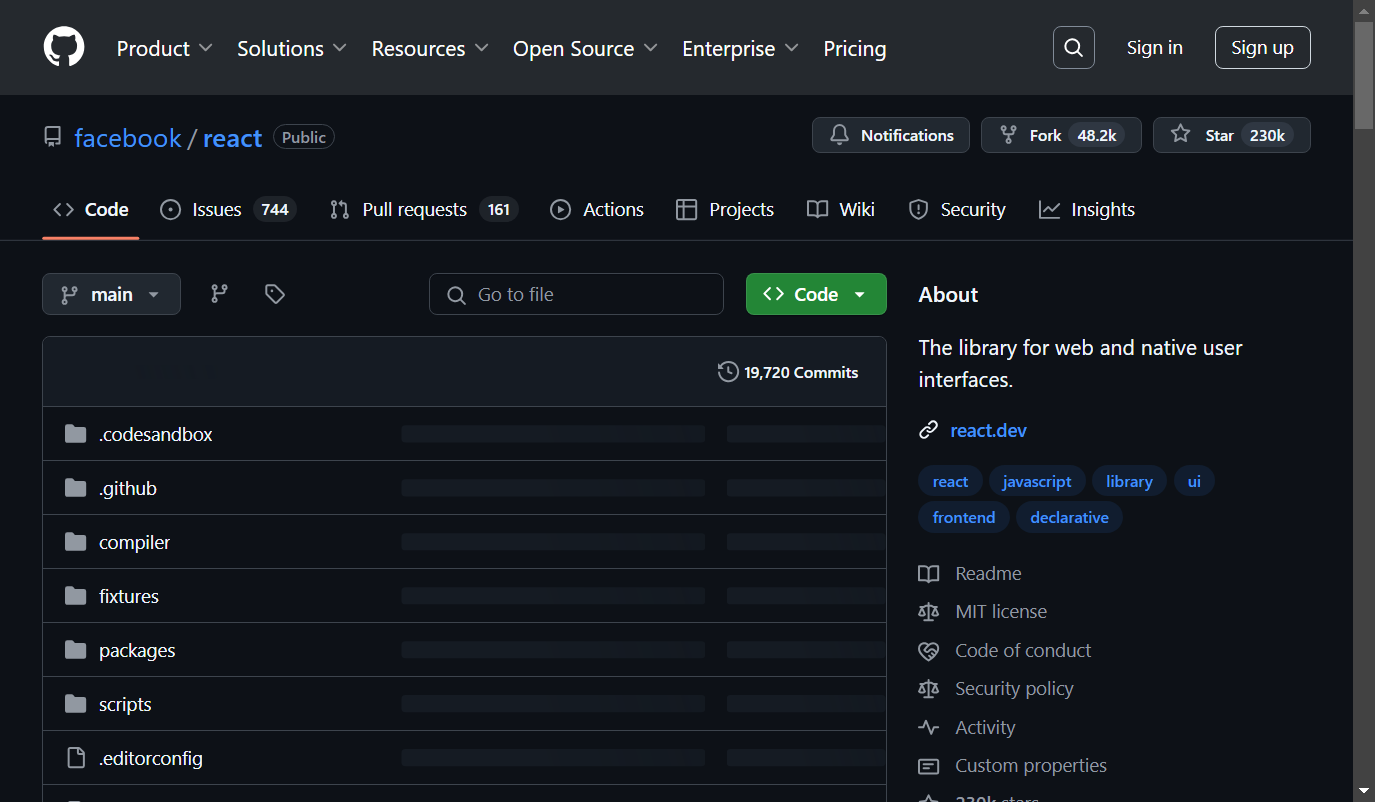 Product Solutions Resources Open Source Enterprise Pricing Sign in Sign up
facebook / react Public Notifications Fork 48.2k Star 230k
Code Issues 744 Pull requests 161 Actions Projects Wiki Security Insights
main Go to file Code
19,720 Commits
.codesandbox
.github
compiler
fixtures
packages
scripts
.editorconfig
About
The library for web and native user
interfaces.
react.dev
react javascript library ui
frontend declarative
Readme
MIT license
Code of conduct
Security policy
Activity
Custom properties
230k stars